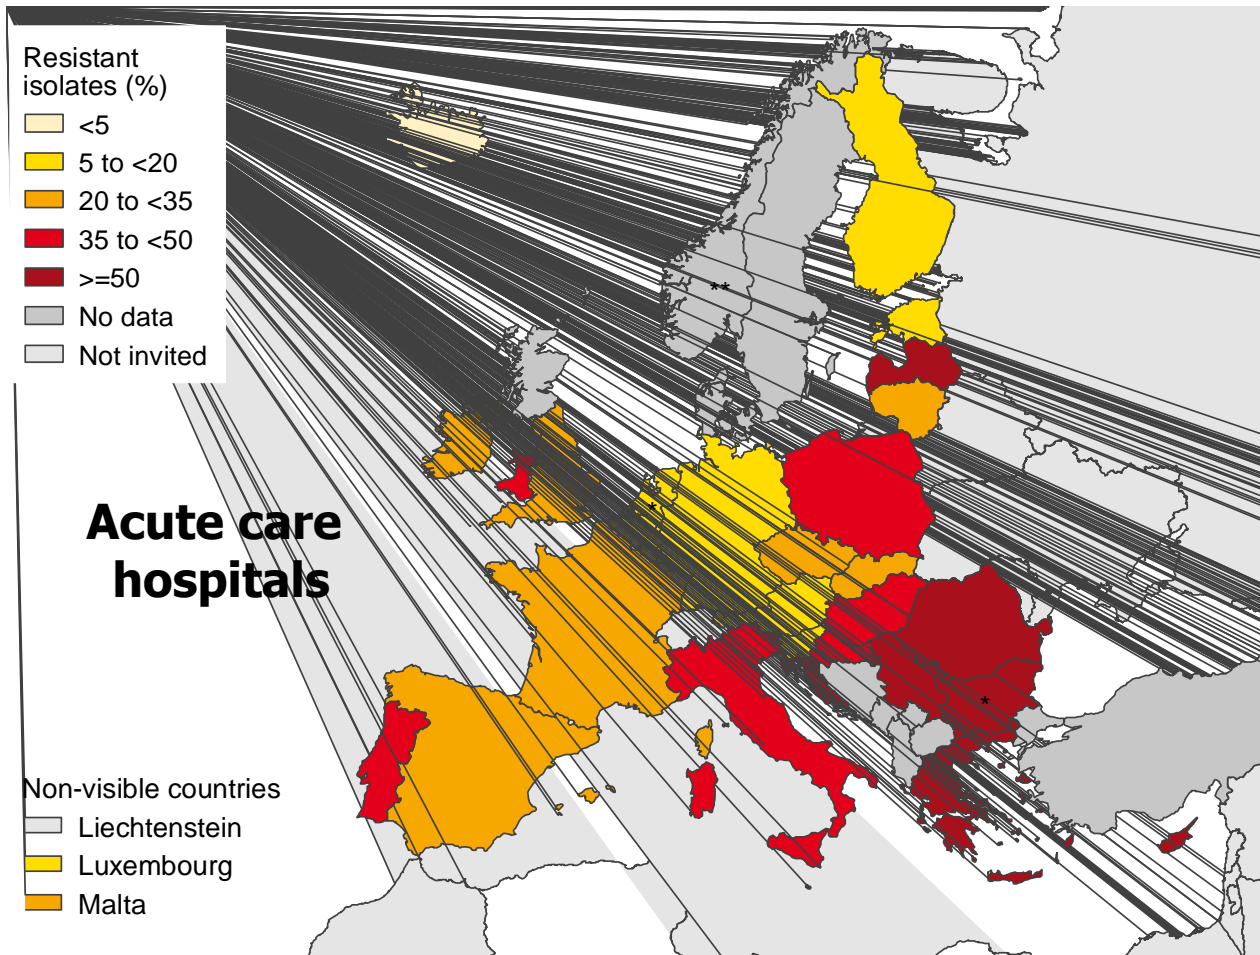 Resistant
isolates (%)
<5
5 to <20
20 to <35
35 to <50
>=50
No data
Not invited
**
*
Acute care
hospitals
*
Non-visible countries
Liechtenstein
Luxembourg
Malta